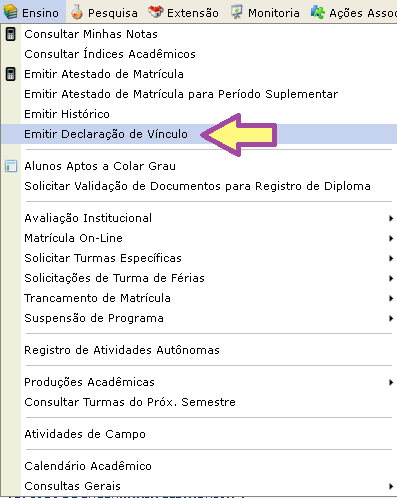 Ensino Pesquisa Extensão Monitoria Ações Assoc
Consultar Minhas Notas
Consultar Índices Acadêmicos
Emitir Atestado de Matrícula
Emitir Atestado de Matrícula para Período Suplementar
Emitir Histórico
Emitir Declaração de Vínculo
Alunos Aptos a Colar Grau
Solicitar Validação de Documentos para Registro de Diploma
Avaliação Institucional
Matrícula On-Line
Solicitar Turmas Específicas
Solicitações de Turma de Férias
Trancamento de Matrícula
Suspensão de Programa
Registro de Atividades Autônomas
Produções Acadêmicas
Consultar Turmas do Próx. Semestre
Atividades de Campo
Calendário Acadêmico
Consultas Gerais